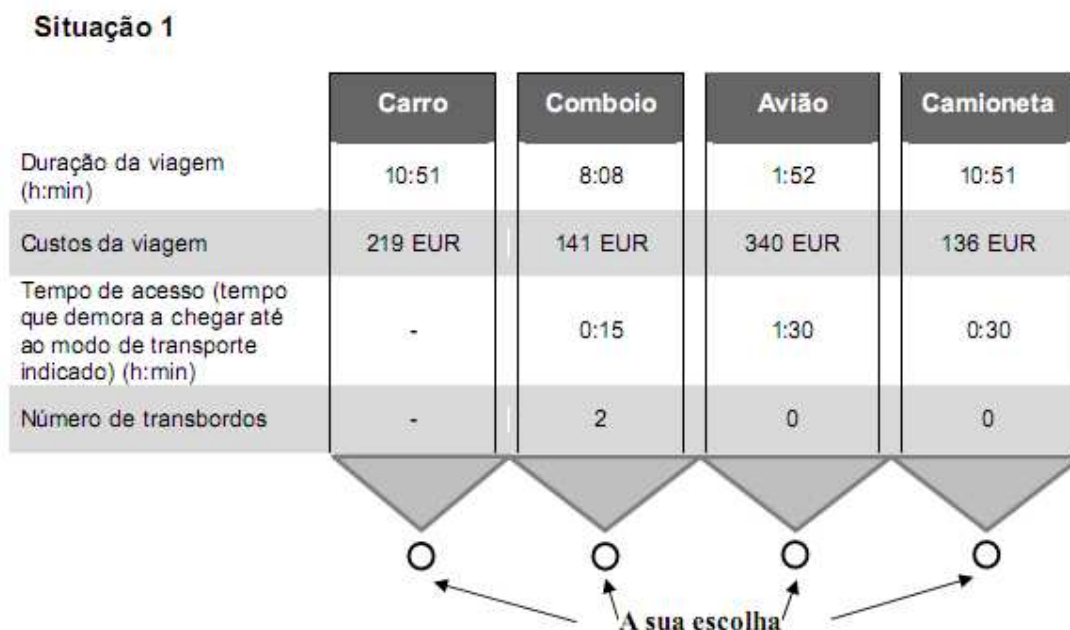 Situação 1
Carro Comboio Avião Camioneta
Duração da viagem
(h:min) 10:51 8:08 1:52 10:51
Custos da viagem 219 EUR 141 EUR 340 EUR 136 EUR
Tempo de acesso (tempo
que demora a chegar até
ao modo de transporte
indicado) (h:min) - 0:15 1:30 0:30
Número de transbordos - 2 0 0
A sua escolha